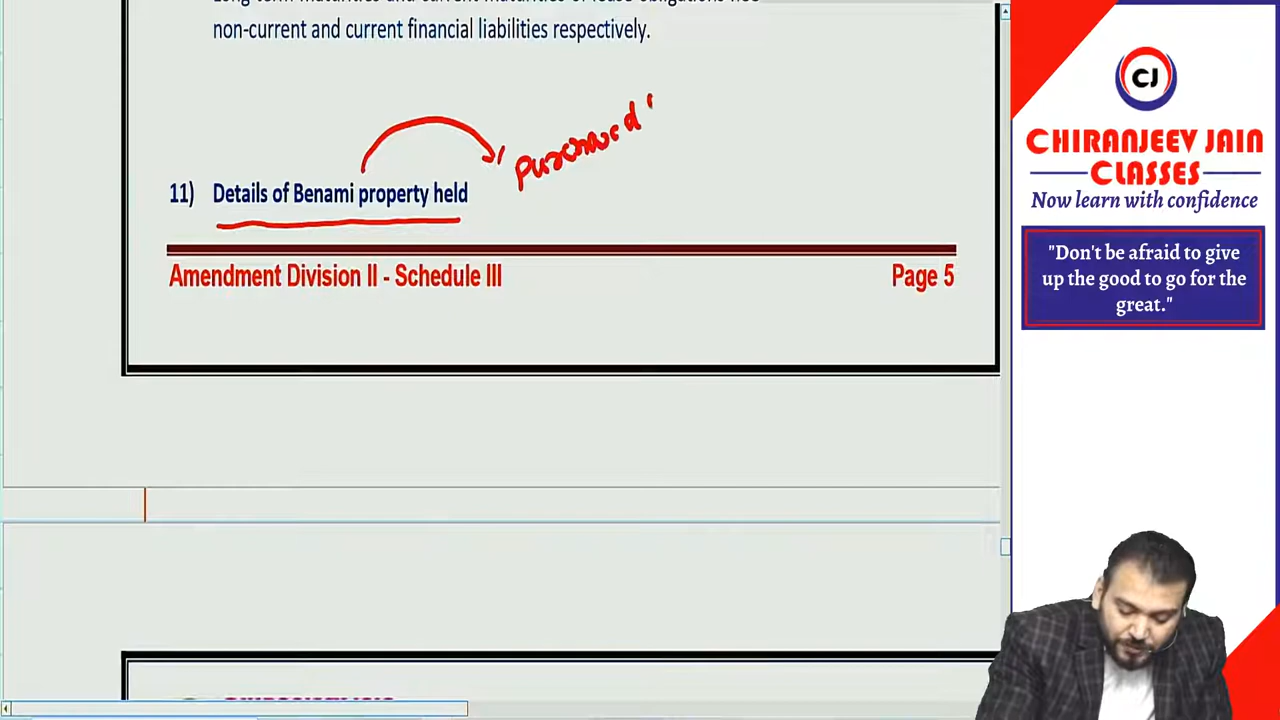 non-current and current financial liabilities respectively.
"Purchased"
11) Details of Benami property held
Amendment Division II - Schedule III Page 5
CJ
CHIRANJEEV JAIN
CLASSES
Now learn with confidence
"Don't be afraid to give
up the good to go for the
great."